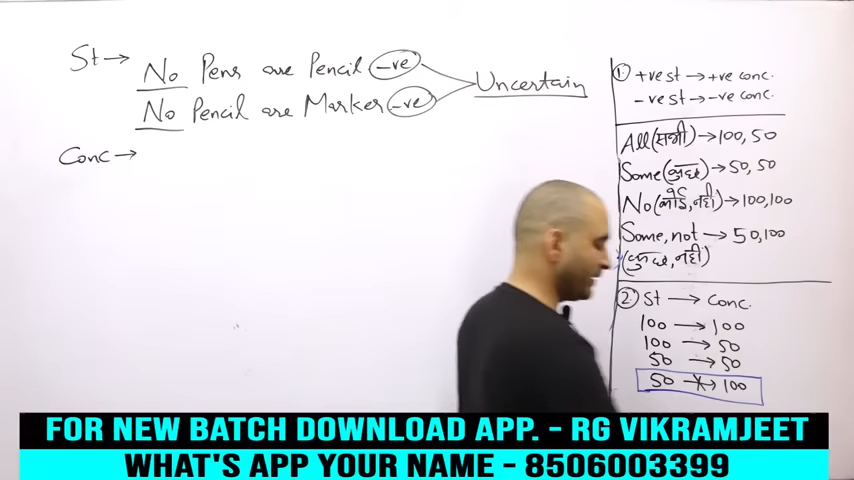 St → No Pens are Pencil -ve
No Pencil are Marker -ve
Uncertain
Conc →
1. +ve st → +ve conc.
-ve st → -ve conc.
All (सभी) → 100, 50
Some (कुछ) → 50, 50
No (कोई, नहीं) → 100, 100
Some, not → 50, 100
(कुछ, नहीं)
2. St → Conc.
100 → 100
100 → 50
50 → 50
50 → 100
FOR NEW BATCH DOWNLOAD APP. - RG VIKRAMJEET
WHAT'S APP YOUR NAME - 8506003399